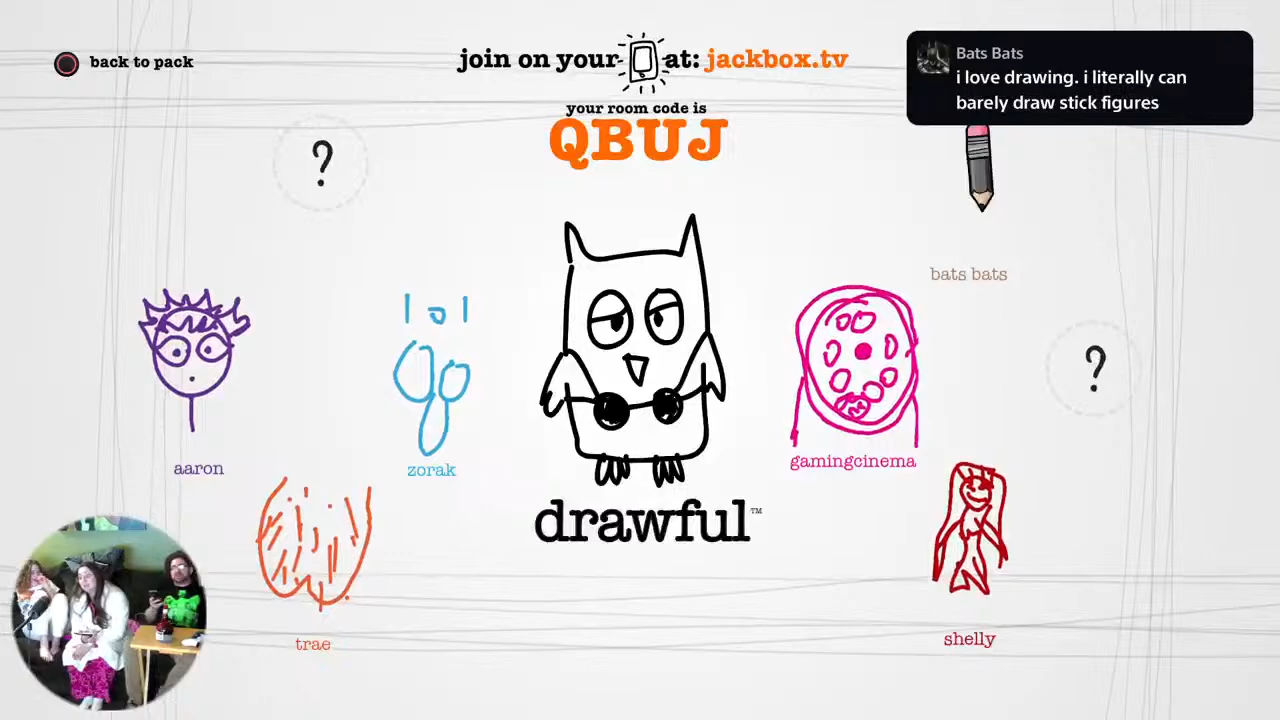 back to pack
join on your at: jackbox.tv
your room code is
QBUJ
Bats Bats
i love drawing. i literally can
barely draw stick figures
?
bats bats
?
lol
aaron
zorak
gamingcinema
drawful™
trae
shelly